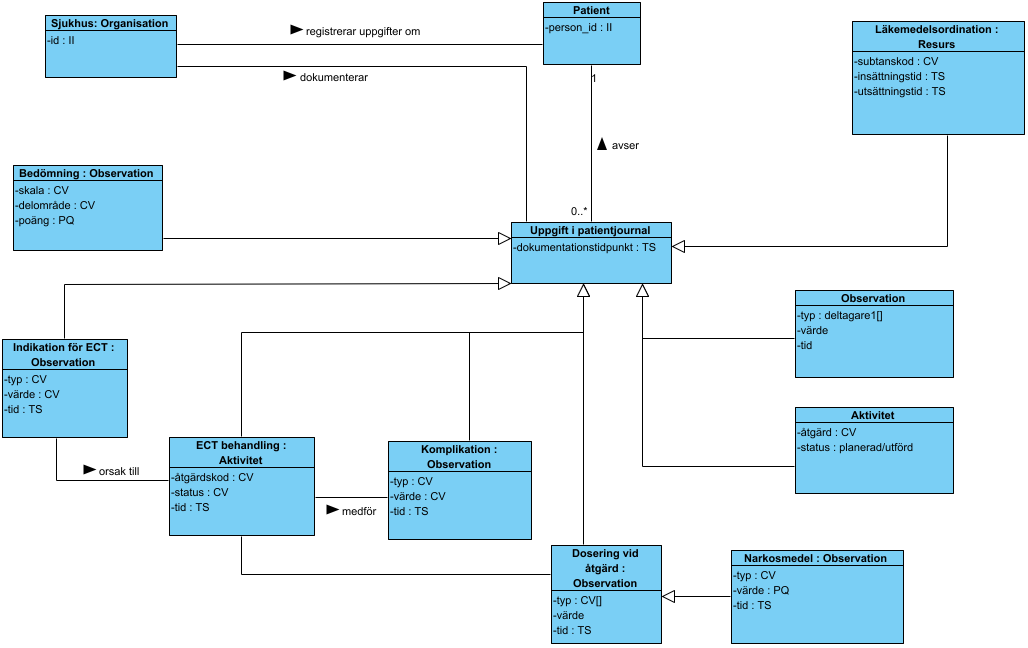 Sjukhus: Organisation
-id : II
registrerar uppgifter om
dokumenterar
Patient
-person_id : II
1
avser
0..*
Läkemedelsordination :
Resurs
-subtanskod : CV
-insättningstid : TS
-utsättningstid : TS
Bedömning : Observation
-skala : CV
-delområde : CV
-poäng : PQ
Uppgift i patientjournal
-dokumentationstidpunkt : TS
Observation
-typ : deltagare1[]
-värde
-tid
Indikation för ECT :
Observation
-typ : CV
-värde : CV
-tid : TS
Aktivitet
-åtgärd : CV
-status : planerad/utförd
orsak till
ECT behandling :
Aktivitet
-åtgärdskod : CV
-status : CV
-tid : TS
medför
Komplikation :
Observation
-typ : CV
-värde : CV
-tid : TS
Dosering vid
åtgärd :
Observation
-typ : CV[]
-värde
-tid : TS
Narkosmedel : Observation
-typ : CV
-värde : PQ
-tid : TS